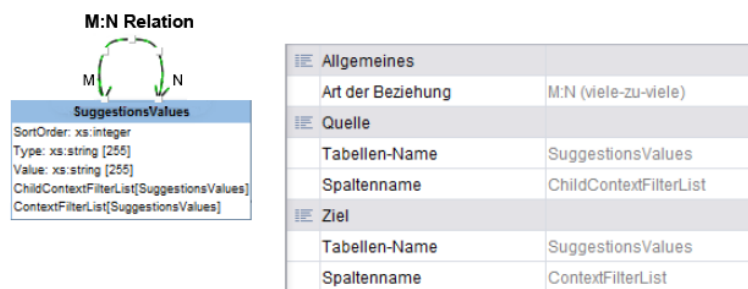 M:N Relation
M N
SuggestionsValues
SortOrder: xs:integer
Type: xs:string [255]
Value: xs:string [255]
ChildContextFilterList[SuggestionsValues]
ContextFilterList[SuggestionsValues]
Allgemeines
Art der Beziehung M:N (viele-zu-viele)
Quelle
Tabellen-Name SuggestionsValues
Spaltenname ChildContextFilterList
Ziel
Tabellen-Name SuggestionsValues
Spaltenname ContextFilterList